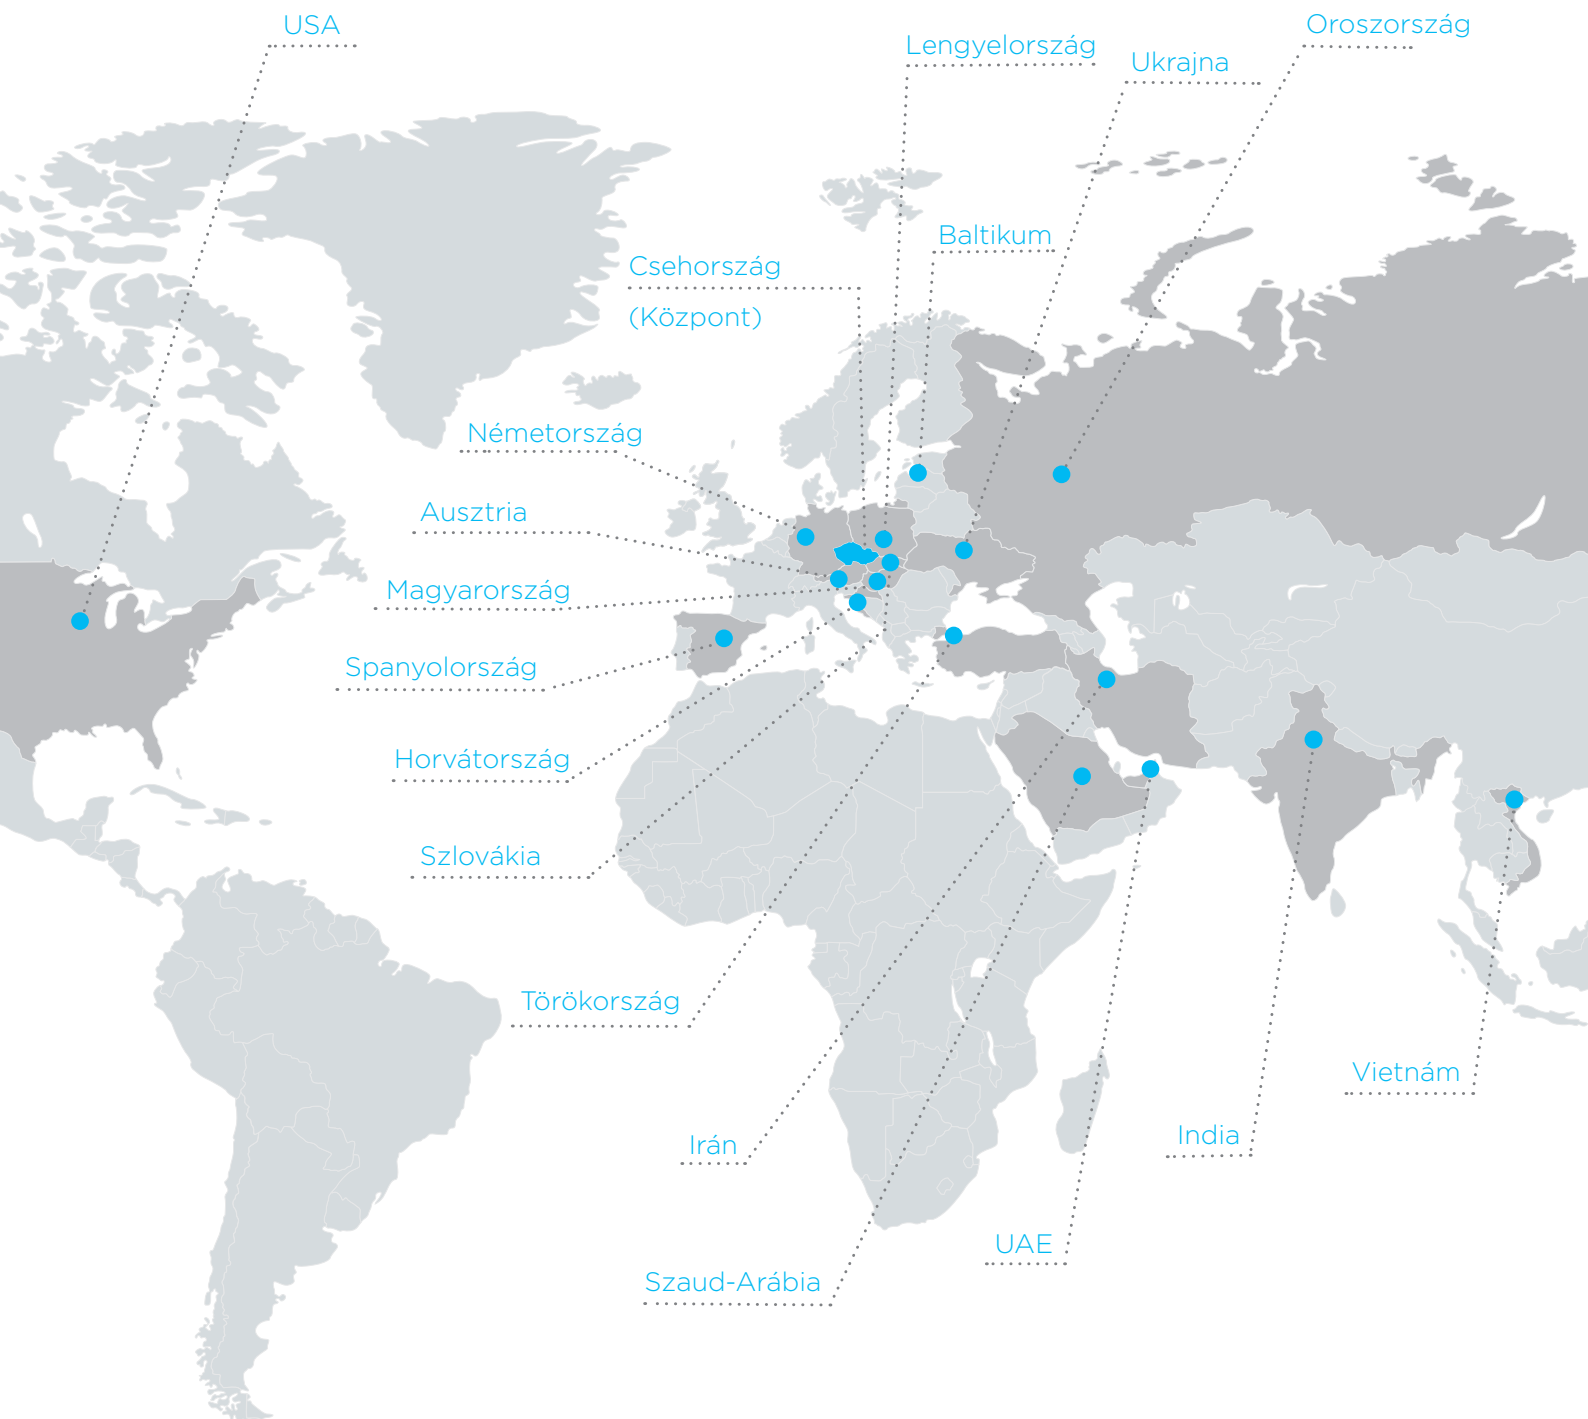 USA
Oroszország
Lengyelország
Ukrajna
Baltikum
Csehország
(Központ)
Németország
Ausztria
Magyarország
Spanyolország
Horvátország
Szlovákia
Törökország
Vietnám
India
Irán
UAE
Szaud-Arábia